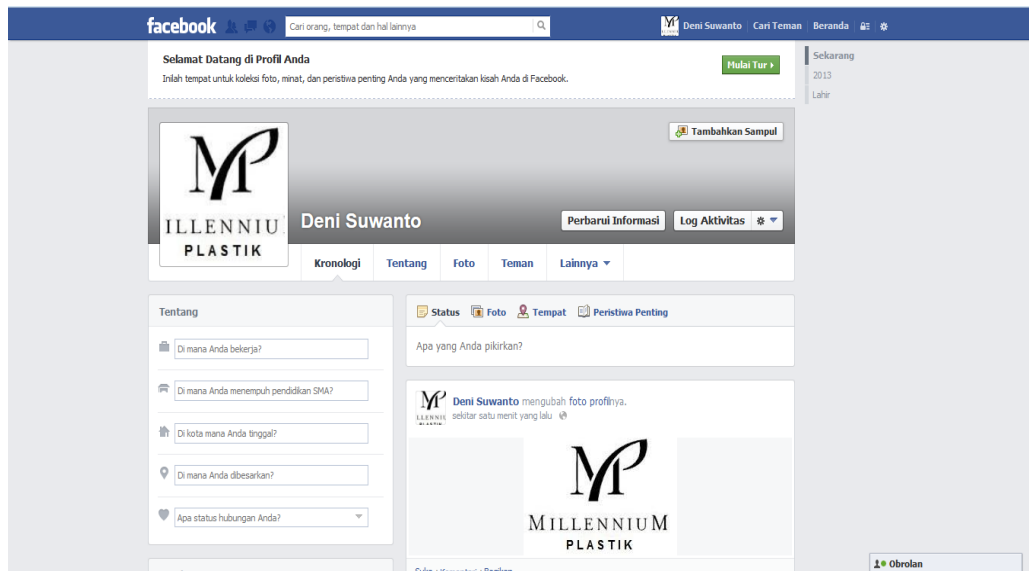 facebook
Cari orang, tempat dan hal lainnya
Deni Suwanto
Cari Teman
Beranda
Selamat Datang di Profil Anda
Inilah tempat untuk koleksi foto, minat, dan peristiwa penting Anda yang menceritakan kisah Anda di Facebook.
Mulai Tur
Sekarang
2013
Lahir
Tambahkan Sampul
MP
ILLENNIU
PLASTIK
Deni Suwanto
Perbarui Informasi
Log Aktivitas
Kronologi
Tentang
Foto
Teman
Lainnya
Tentang
Di mana Anda bekerja?
Di mana Anda menempuh pendidikan SMA?
Di kota mana Anda tinggal?
Di mana Anda dibesarkan?
Apa status hubungan Anda?
Status
Foto
Tempat
Peristiwa Penting
Apa yang Anda pikirkan?
Deni Suwanto mengubah foto profilnya.
sekitar satu menit yang lalu
MP
MILLENNIUM
PLASTIK
Obrolan